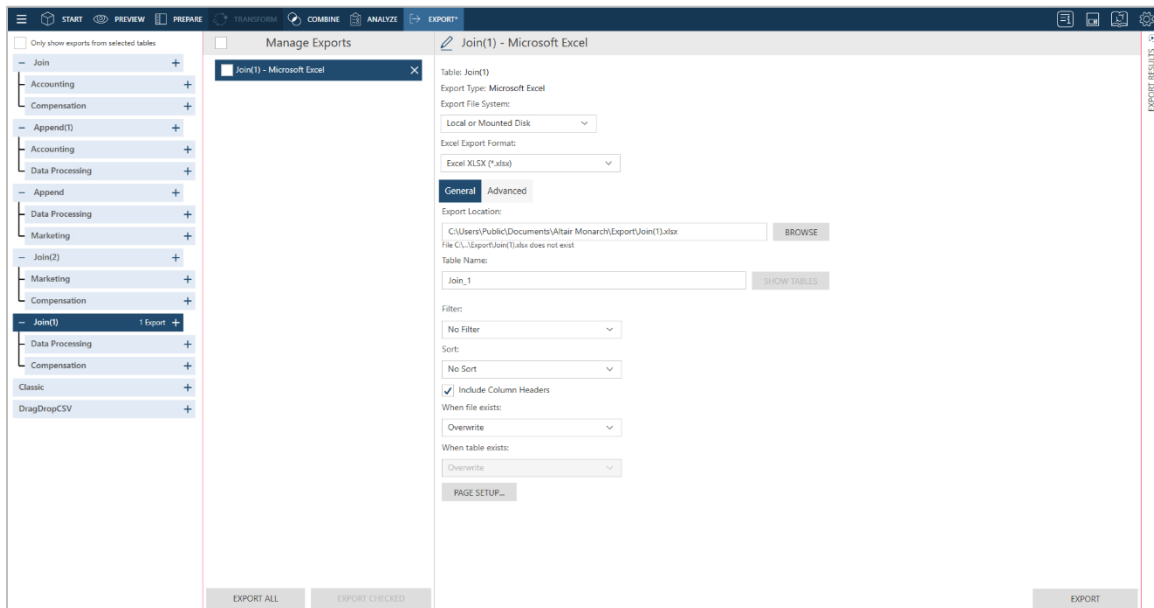 START PREVIEW PREPARE TRANSFORM COMBINE ANALYZE EXPORT*
Only show exports from selected tables
Join
Accounting
Compensation
Append(1)
Accounting
Data Processing
Append
Data Processing
Marketing
Join(2)
Marketing
Compensation
Join(1) 1 Export
Data Processing
Compensation
Classic
DragDropCSV
Manage Exports
Join(1) - Microsoft Excel
EXPORT ALL EXPORT CHECKED
Join(1) - Microsoft Excel
Table: Join(1)
Export Type: Microsoft Excel
Export File System:
Local or Mounted Disk
Excel Export Format:
Excel XLSX (*.xlsx)
General Advanced
Export Location:
C:\Users\Public\Documents\Altair Monarch\Export\Join(1).xlsx BROWSE
File C:\...\Export\Join(1).xlsx does not exist
Table Name:
Join_1 SHOW TABLES
Filter:
No Filter
Sort:
No Sort
Include Column Headers
When file exists:
Overwrite
When table exists:
Overwrite
PAGE SETUP...
EXPORT
EXPORT RESULTS